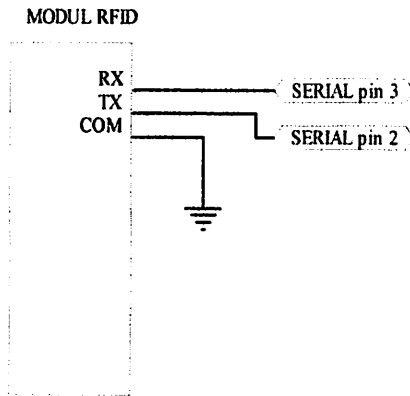 MODUL RFID
RX
SERIAL pin 3
TX
SERIAL pin 2
COM